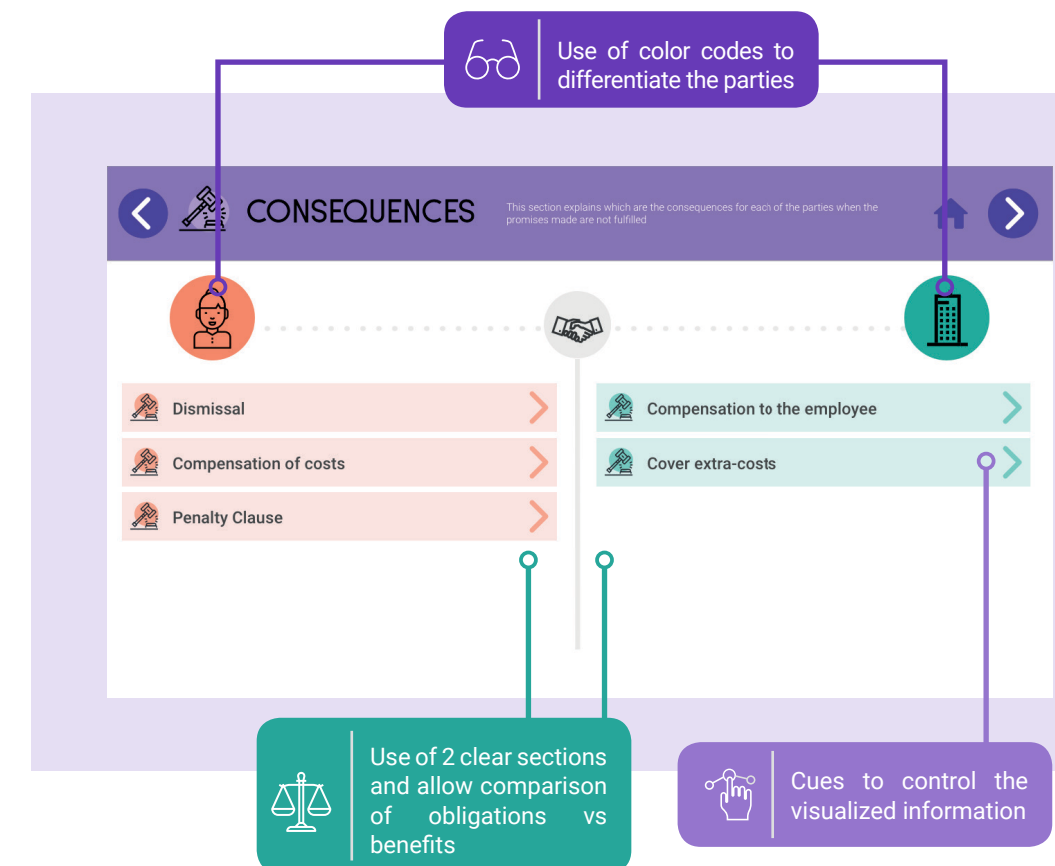 Use of color codes to
differentiate the parties
CONSEQUENCES
This section explains which are the consequences for each of the parties when the
promises made are not fulfilled
Dismissal
Compensation of costs
Penalty Clause
Compensation to the employee
Cover extra-costs
Use of 2 clear sections
and allow comparison
of obligations vs
benefits
Cues to control the
visualized information